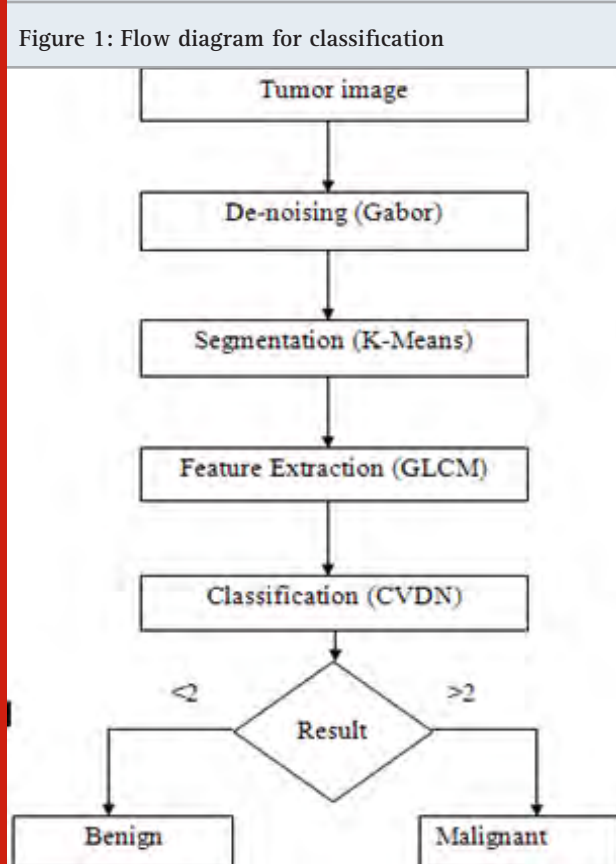 Figure 1: Flow diagram for classification
Tumor image
De-noising (Gabor)
Segmentation (K-Means)
Feature Extraction (GLCM)
Classification (CVDN)
<2
>2
Result
Benign
Malignant